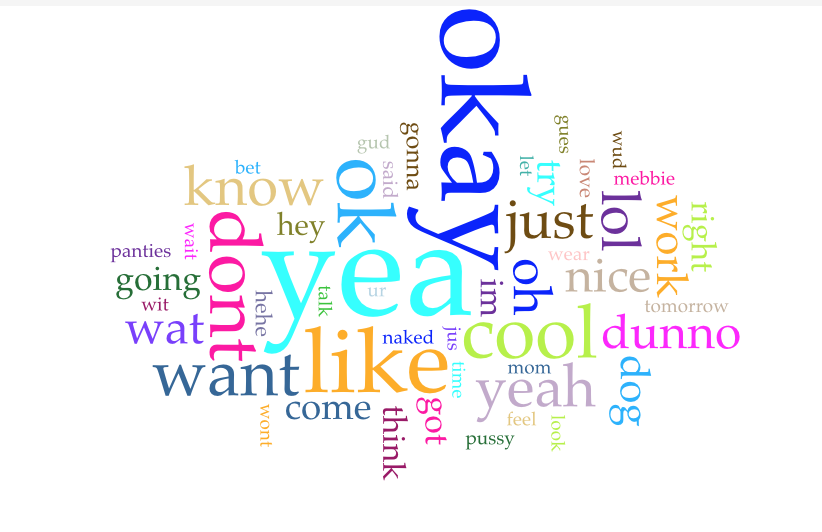 okay
gues
gonna
wud
gud
let
try
love
bet
ok
said
mebbie
know
lol
work
right
just
hey
dont
wait
yea
panties
wear
nice
going
im
oh
ur
talk
hehe
wit
tomorrow
wat
naked
jus
cool
dunno
like
want
time
mom
yeah
dog
come
got
wont
think
feel
look
pussy